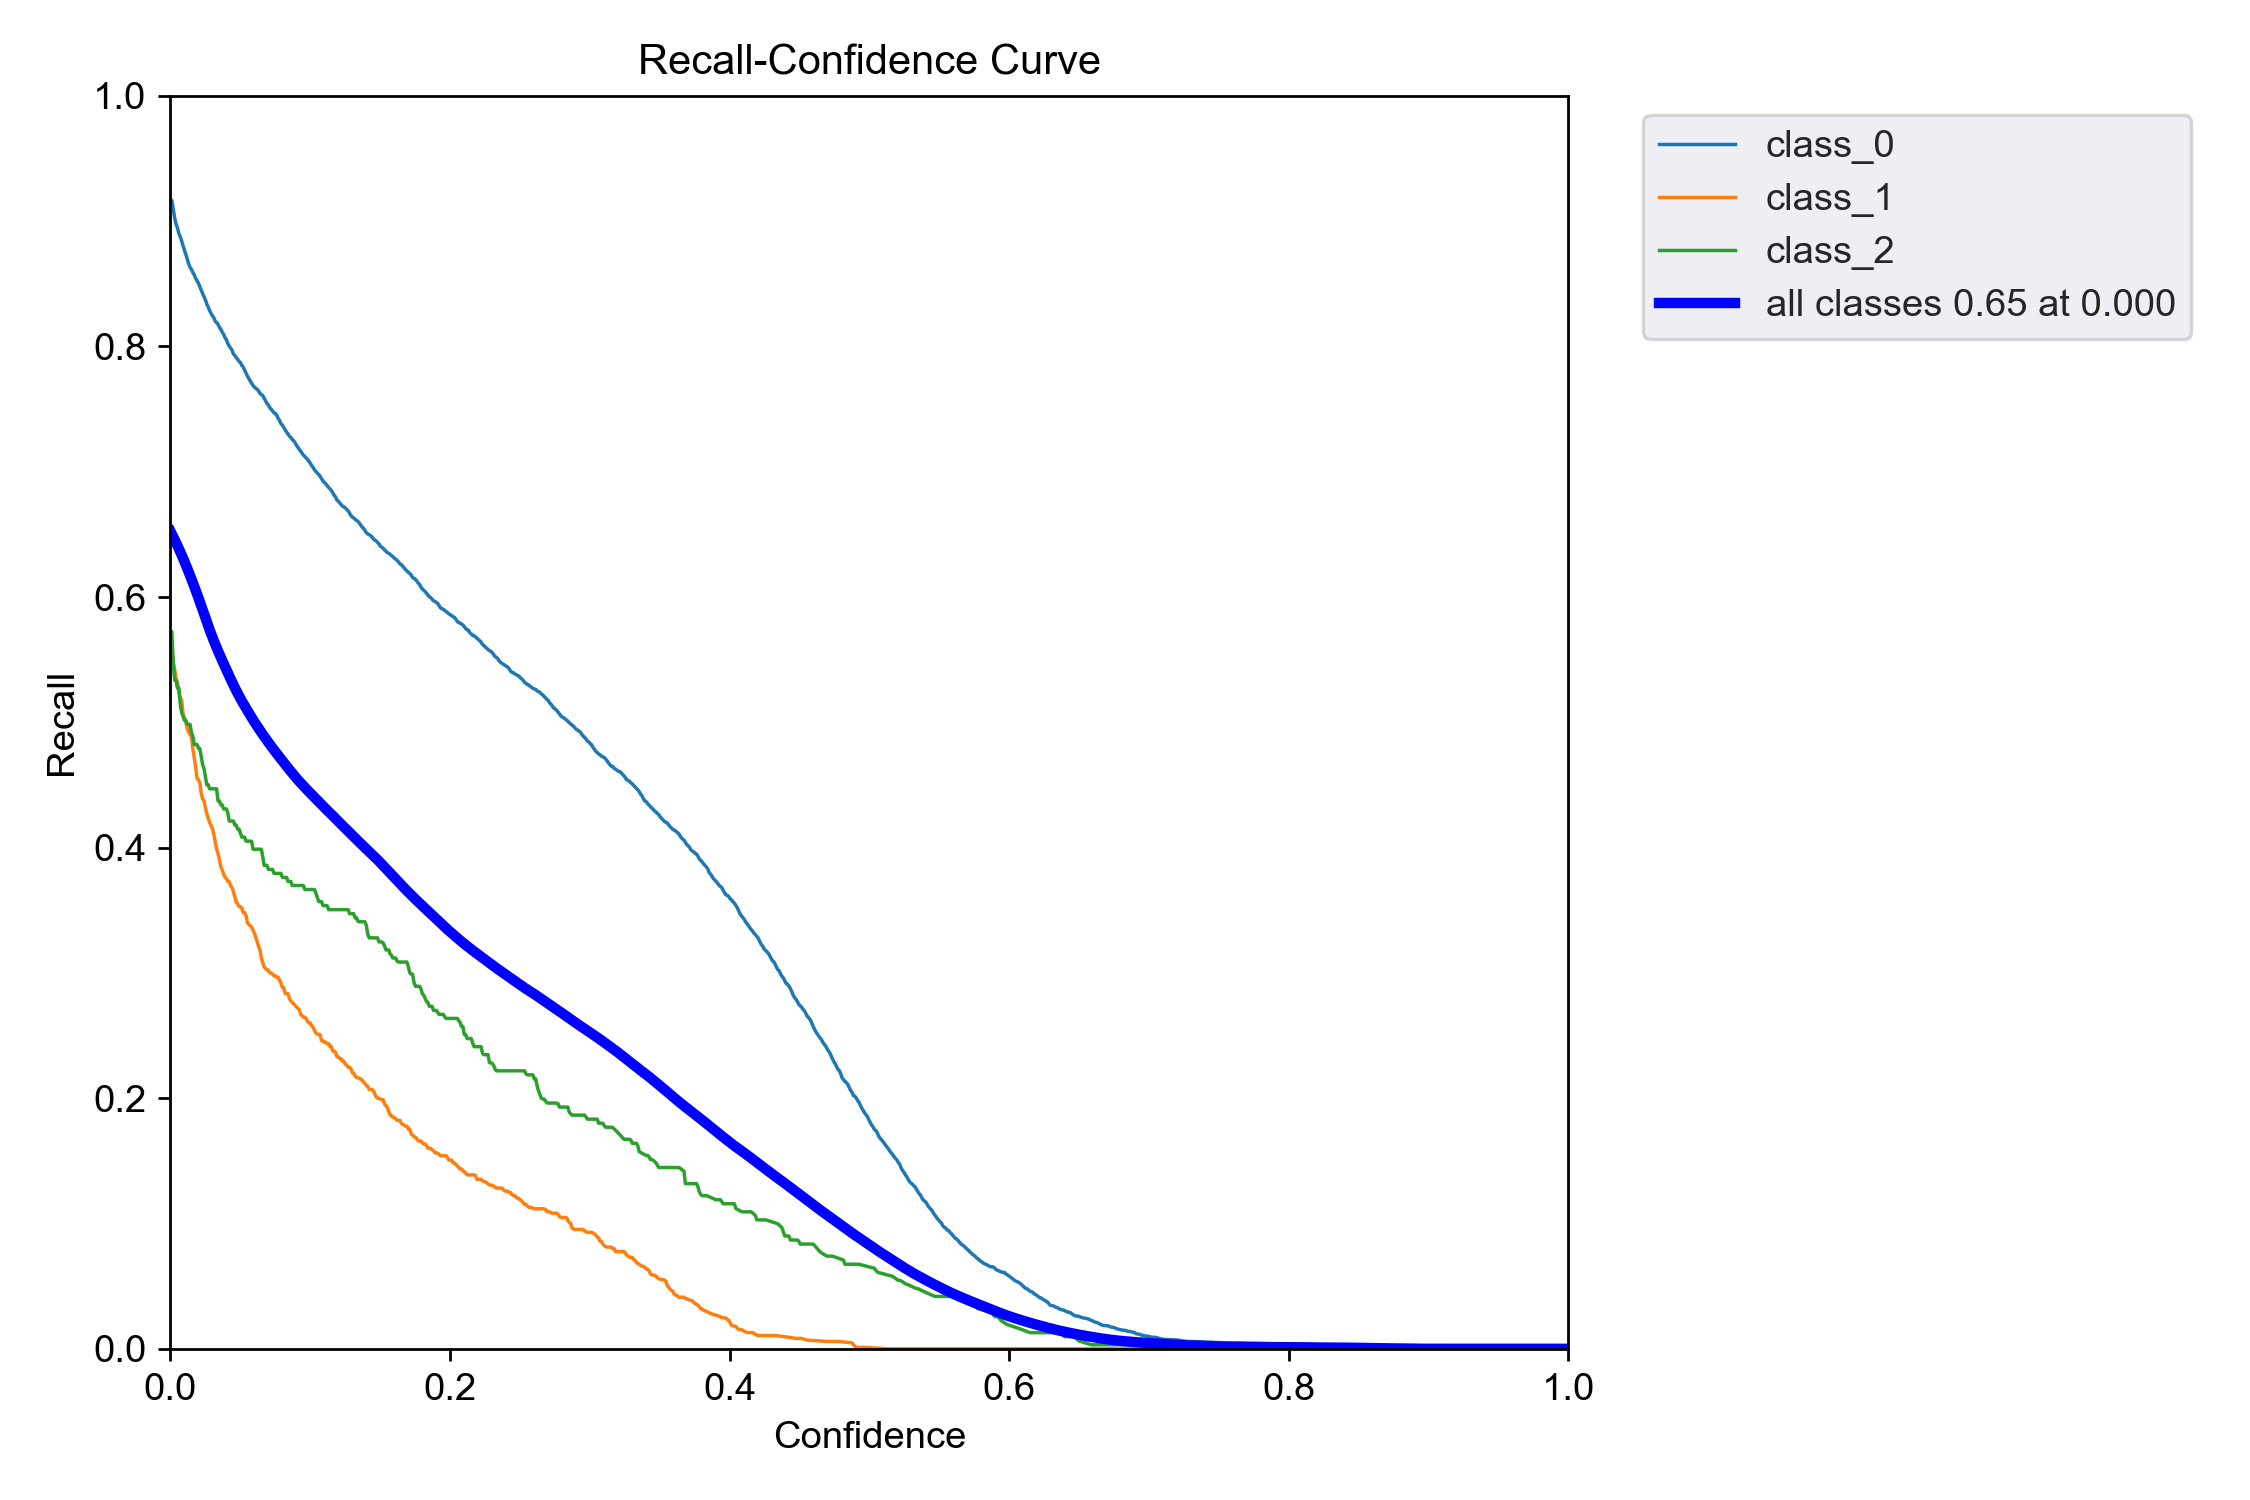 Recall-Confidence Curve
1.0
0.8
0.6
0.4
0.2
0.0
Recall
0.0 0.2 0.4 0.6 0.8 1.0
Confidence
class_0
class_1
class_2
all classes 0.65 at 0.000